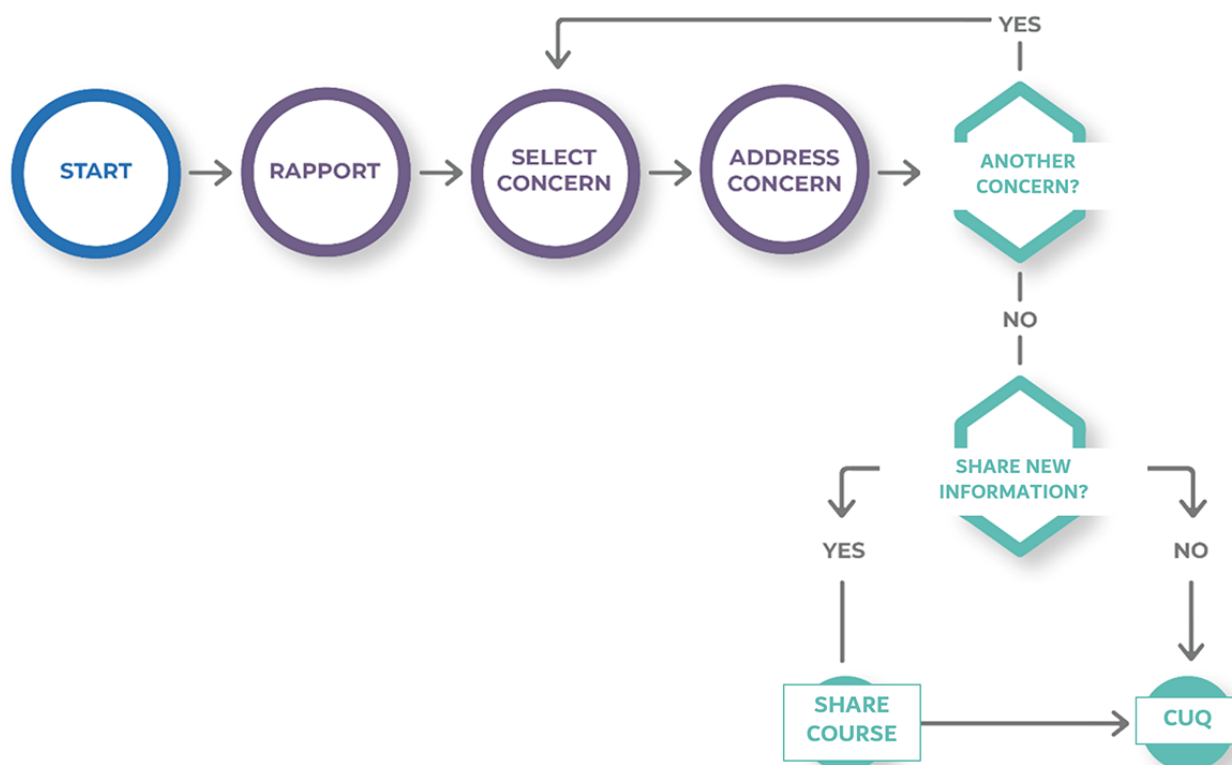 YES
START
RAPPORT
SELECT
CONCERN
ADDRESS
CONCERN
ANOTHER
CONCERN?
NO
SHARE NEW
INFORMATION?
YES
NO
SHARE
COURSE
CUQ